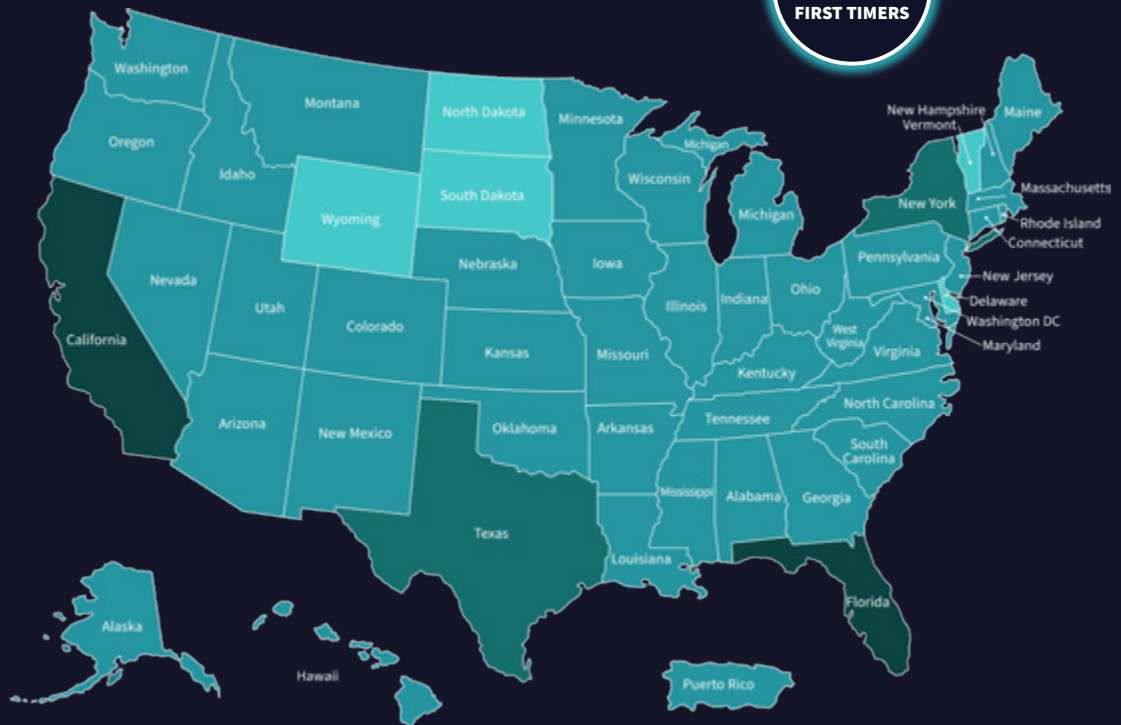 FIRST TIMERS
Washington
Montana
North Dakota
Minnesota
New Hampshire
Vermont
Maine
Oregon
Idaho
Michigan
Wisconsin
South Dakota
Wyoming
Massachusetts
New York
Michigan
Rhode Island
Connecticut
Pennsylvania
Nebraska
Iowa
New Jersey
Nevada
Ohio
Illinois
Indiana
Delaware
Utah
Colorado
Washington DC
West
Virginia
California
Kansas
Missouri
Virginia
Maryland
Kentucky
North Carolina
Arizona
New Mexico
Oklahoma
Arkansas
Tennessee
South
Carolina
Mississippi
Alabama
Georgia
Texas
Louisiana
Florida
Alaska
Hawaii
Puerto Rico